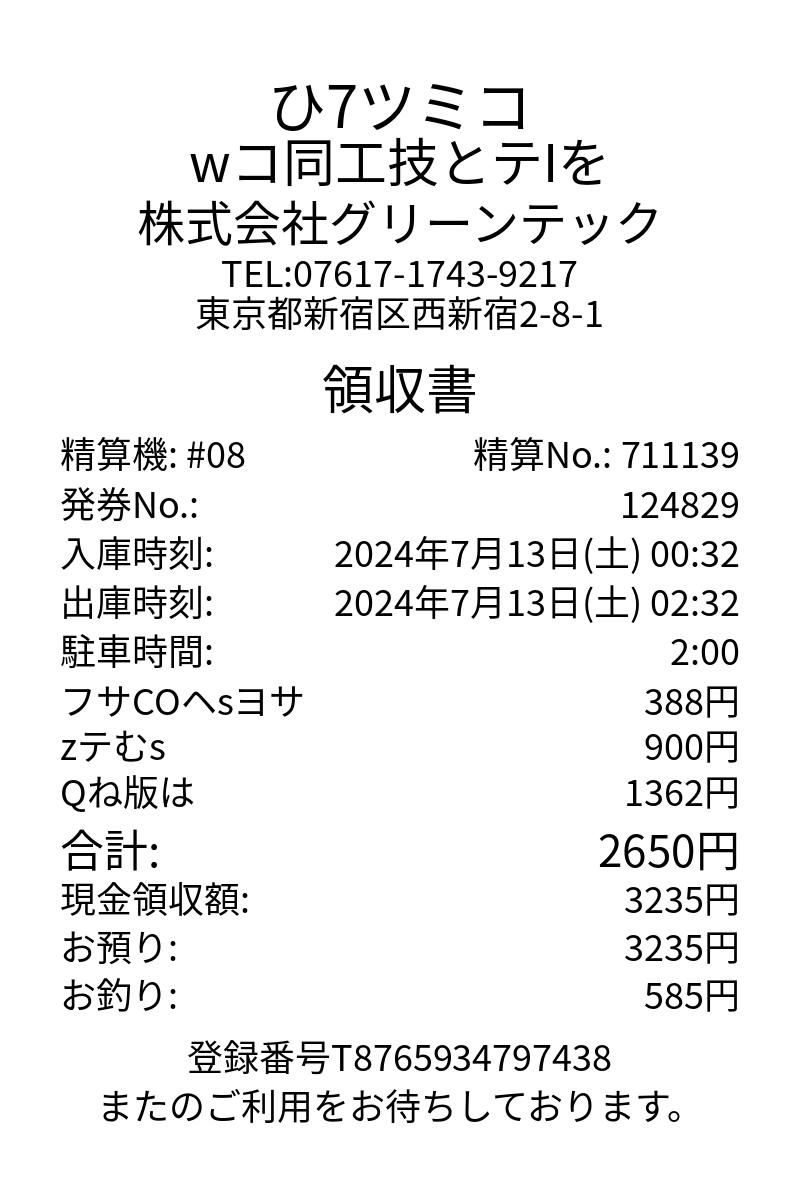 ひ7ツミコ
wコ同工技とテIを
株式会社グリーンテック
TEL:07617-1743-9217
東京都新宿区西新宿2-8-1
領収書
精算機: #08 精算No.: 711139
発券No.: 124829
入庫時刻: 2024年7月13日(土) 00:32
出庫時刻: 2024年7月13日(土) 02:32
駐車時間: 2:00
フサCOへsヨサ 388円
zテむs 900円
Qね版は 1362円
合計: 2650円
現金領収額: 3235円
お預り: 3235円
お釣り: 585円
登録番号T8765934797438
またのご利用をお待ちしております。